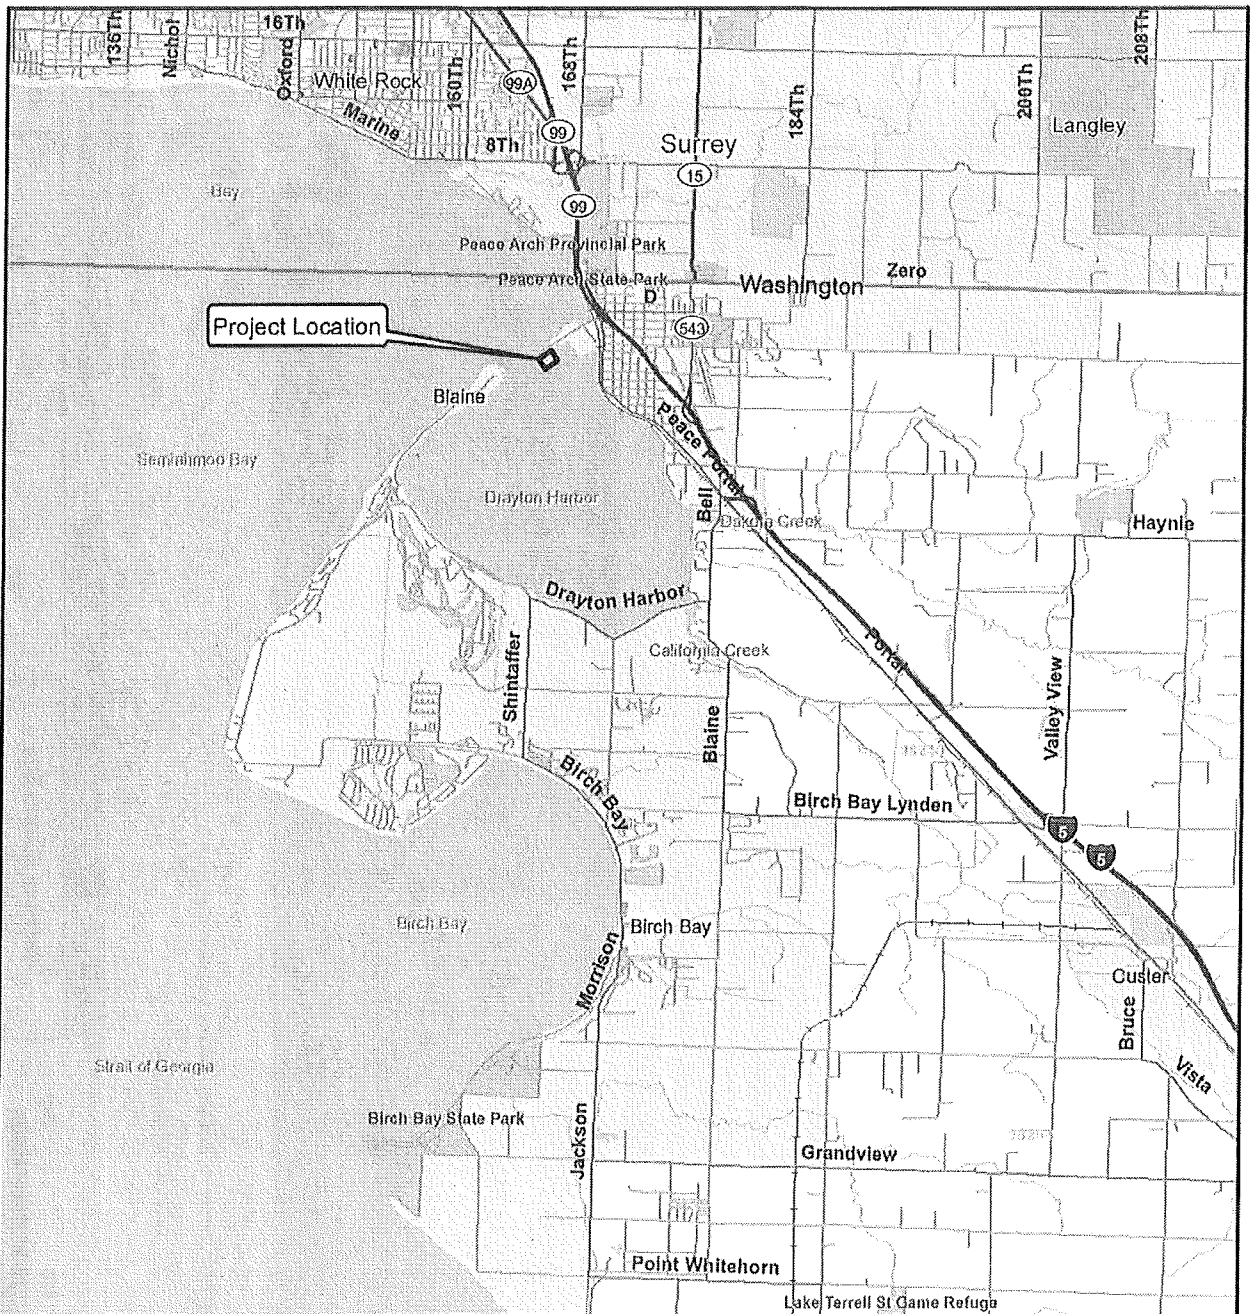 16Th
136Th
Nichol
Oxford
White Rock
160Th
99A
168Th
208Th
200Th
184Th
Langley
Marine
99
8Th
Surrey
15
Bay
99
Peace Arch Provincial Park
Zero
Peace Arch State Park
Washington
D
Project Location
543
Blaine
Peace Portal
Semiahmoo Bay
Drayton Harbor
Bell
Dakota Creek
Haynie
Drayton Harbor
California Creek
Portal
Shintaffer
Valley View
Blaine
Birch Bay
Birch Bay Lynden
5
5
Birch Bay
Birch Bay
Morrison
Custer
Bruce
Vista
Strait of Georgia
Birch Bay State Park
Jackson
Grandview
Point Whitehorn
Lake Terrell St Game Refuge